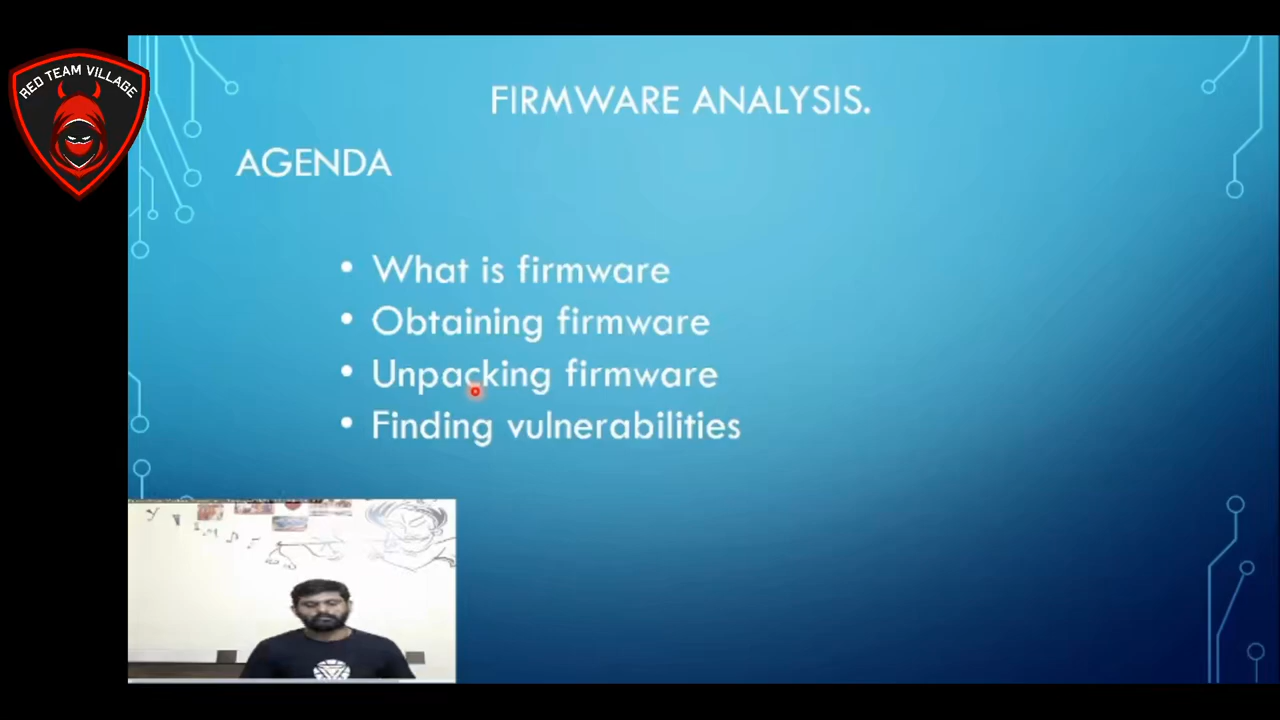 RED TEAM VILLAGE
FIRMWARE ANALYSIS.
AGENDA
• What is firmware
• Obtaining firmware
• Unpacking firmware
• Finding vulnerabilities